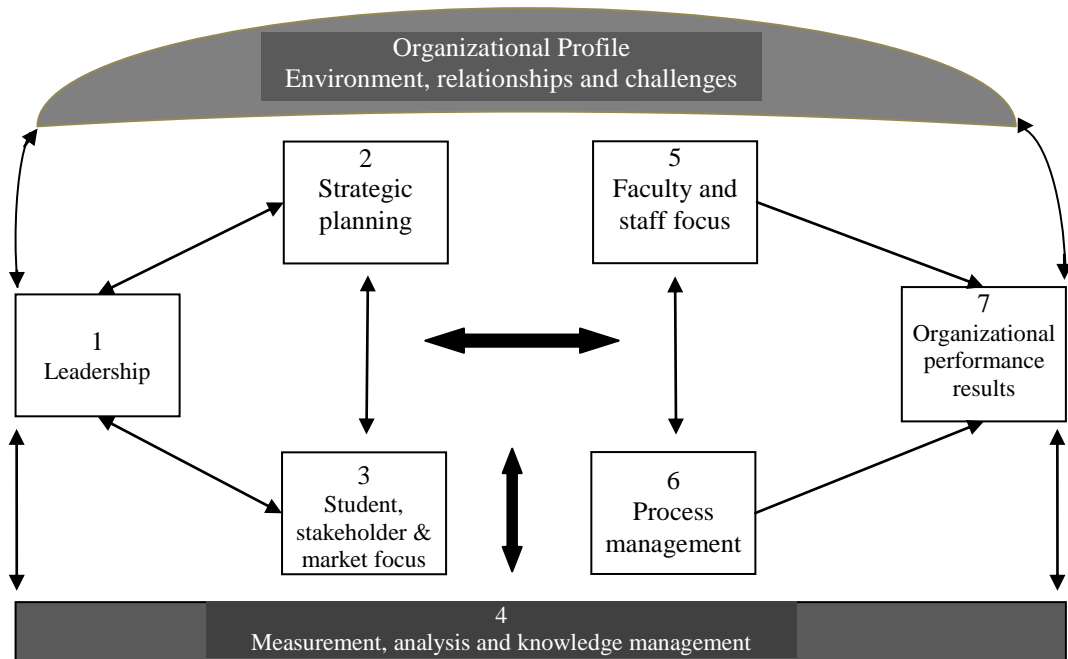 Organizational Profile
Environment, relationships and challenges
2
Strategic
planning
5
Faculty and
staff focus
1
Leadership
7
Organizational
performance
results
3
Student,
stakeholder &
market focus
6
Process
management
4
Measurement, analysis and knowledge management